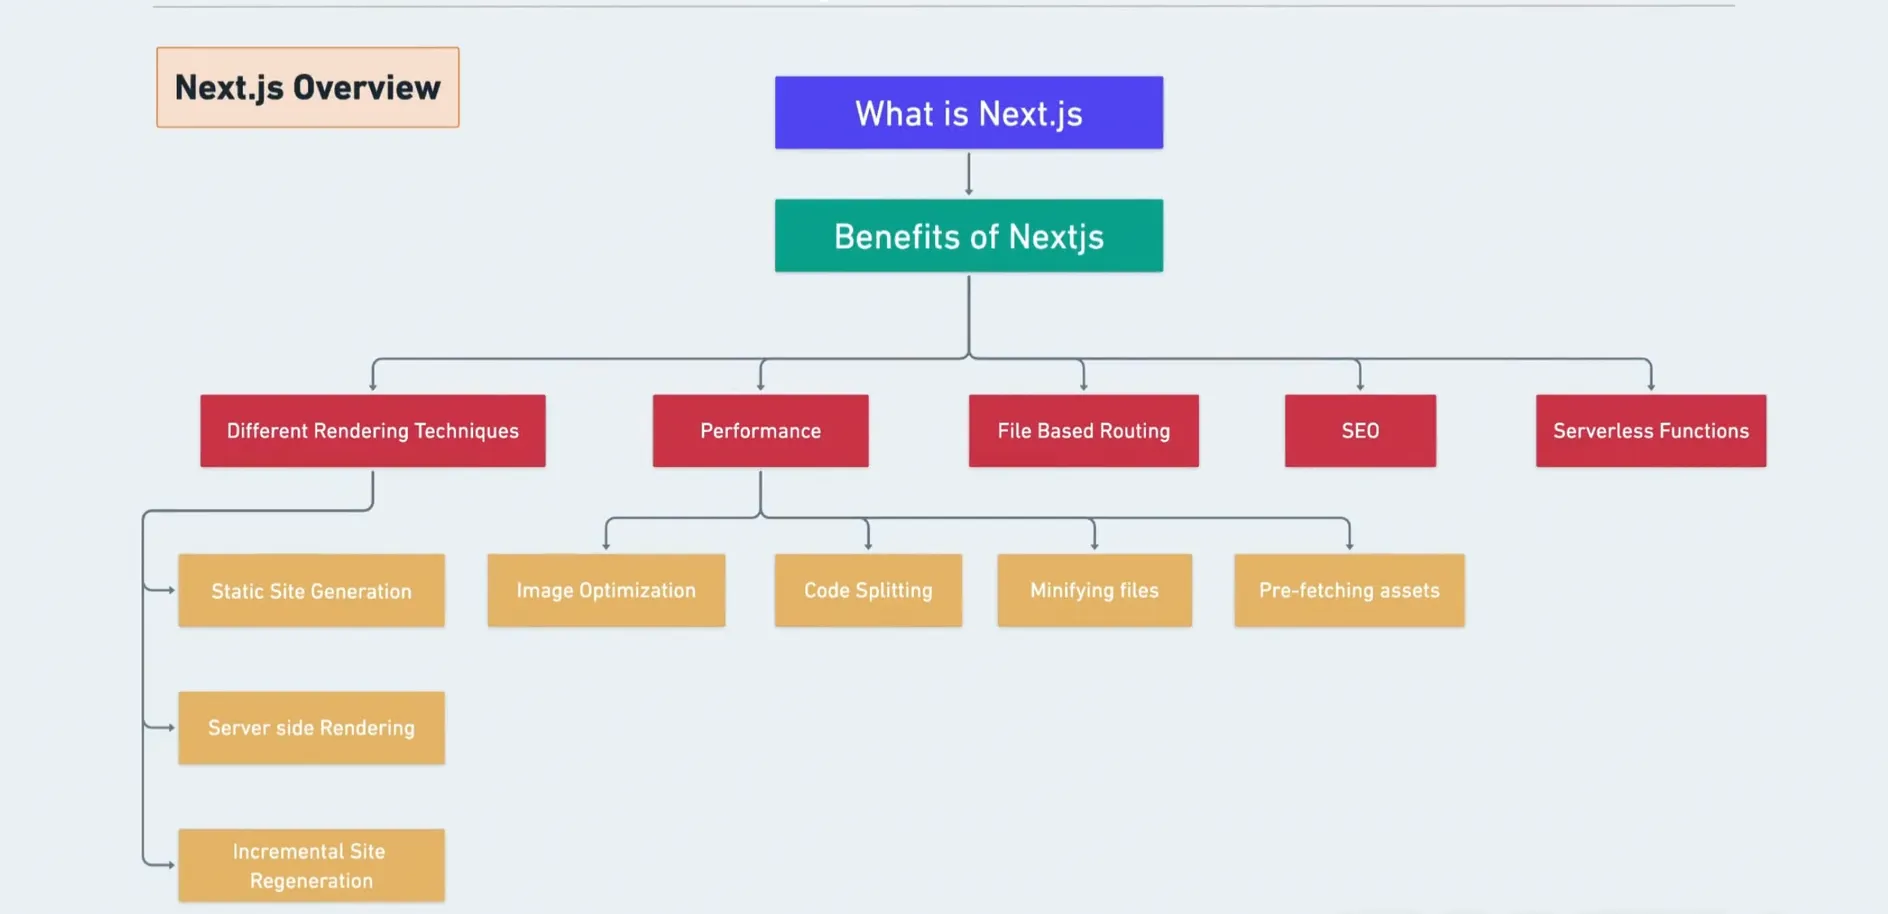 Next.js Overview
What is Next.js
Benefits of Nextjs
Different Rendering Techniques
Performance
File Based Routing
SEO
Serverless Functions
Static Site Generation
Image Optimization
Code Splitting
Minifying files
Pre-fetching assets
Server side Rendering
Incremental Site
Regeneration